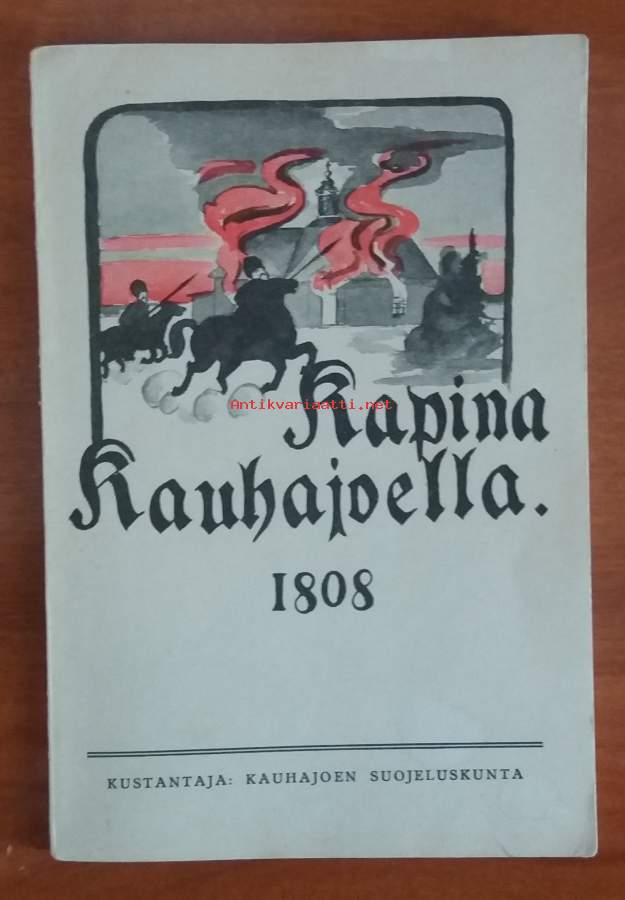 Antikvariaatti.net
Kapina
Kauhajoella.
1808
KUSTANTAJA: KAUHAJOEN SUOJELUSKUNTA